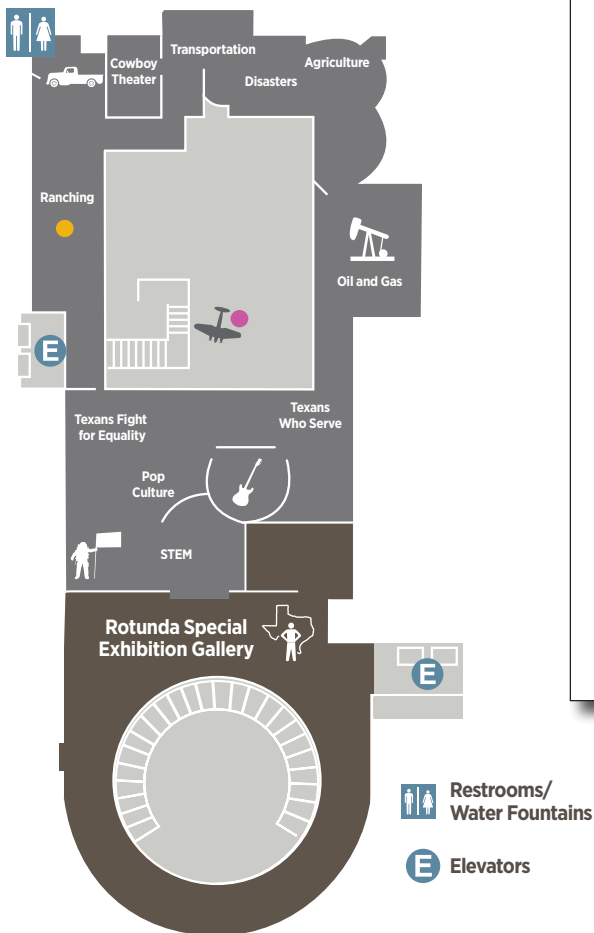 Transportation
Cowboy
Theater
Agriculture
Disasters
Ranching
Oil and Gas
E
Texans Fight
for Equality
Texans
Who Serve
Pop
Culture
STEM
Rotunda Special
Exhibition Gallery
E
Restrooms/
Water Fountains
E Elevators